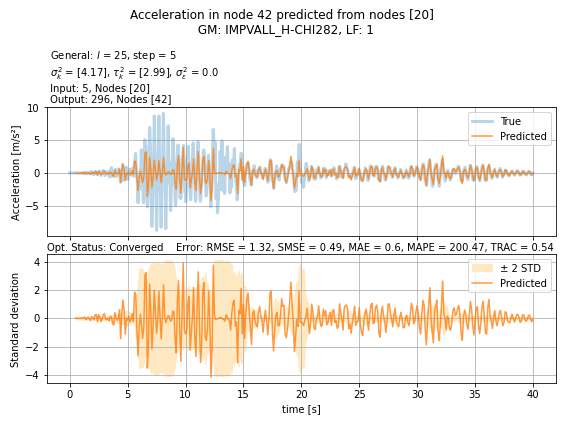 Acceleration in node 42 predicted from nodes [20]
GM: IMPVALL_H-CHI282, LF: 1
General: l = 25, step = 5
σ²ₖ = [4.17], τ²ₖ = [2.99], σ²ε = 0.0
Input: 5, Nodes [20]
Output: 296, Nodes [42]
Acceleration [m/s²]
10
5
0
−5
True
Predicted
Opt. Status: Converged Error: RMSE = 1.32, SMSE = 0.49, MAE = 0.6, MAPE = 200.47, TRAC = 0.54
Standard deviation
4
2
0
−2
−4
± 2 STD
Predicted
0 5 10 15 20 25 30 35 40
time [s]